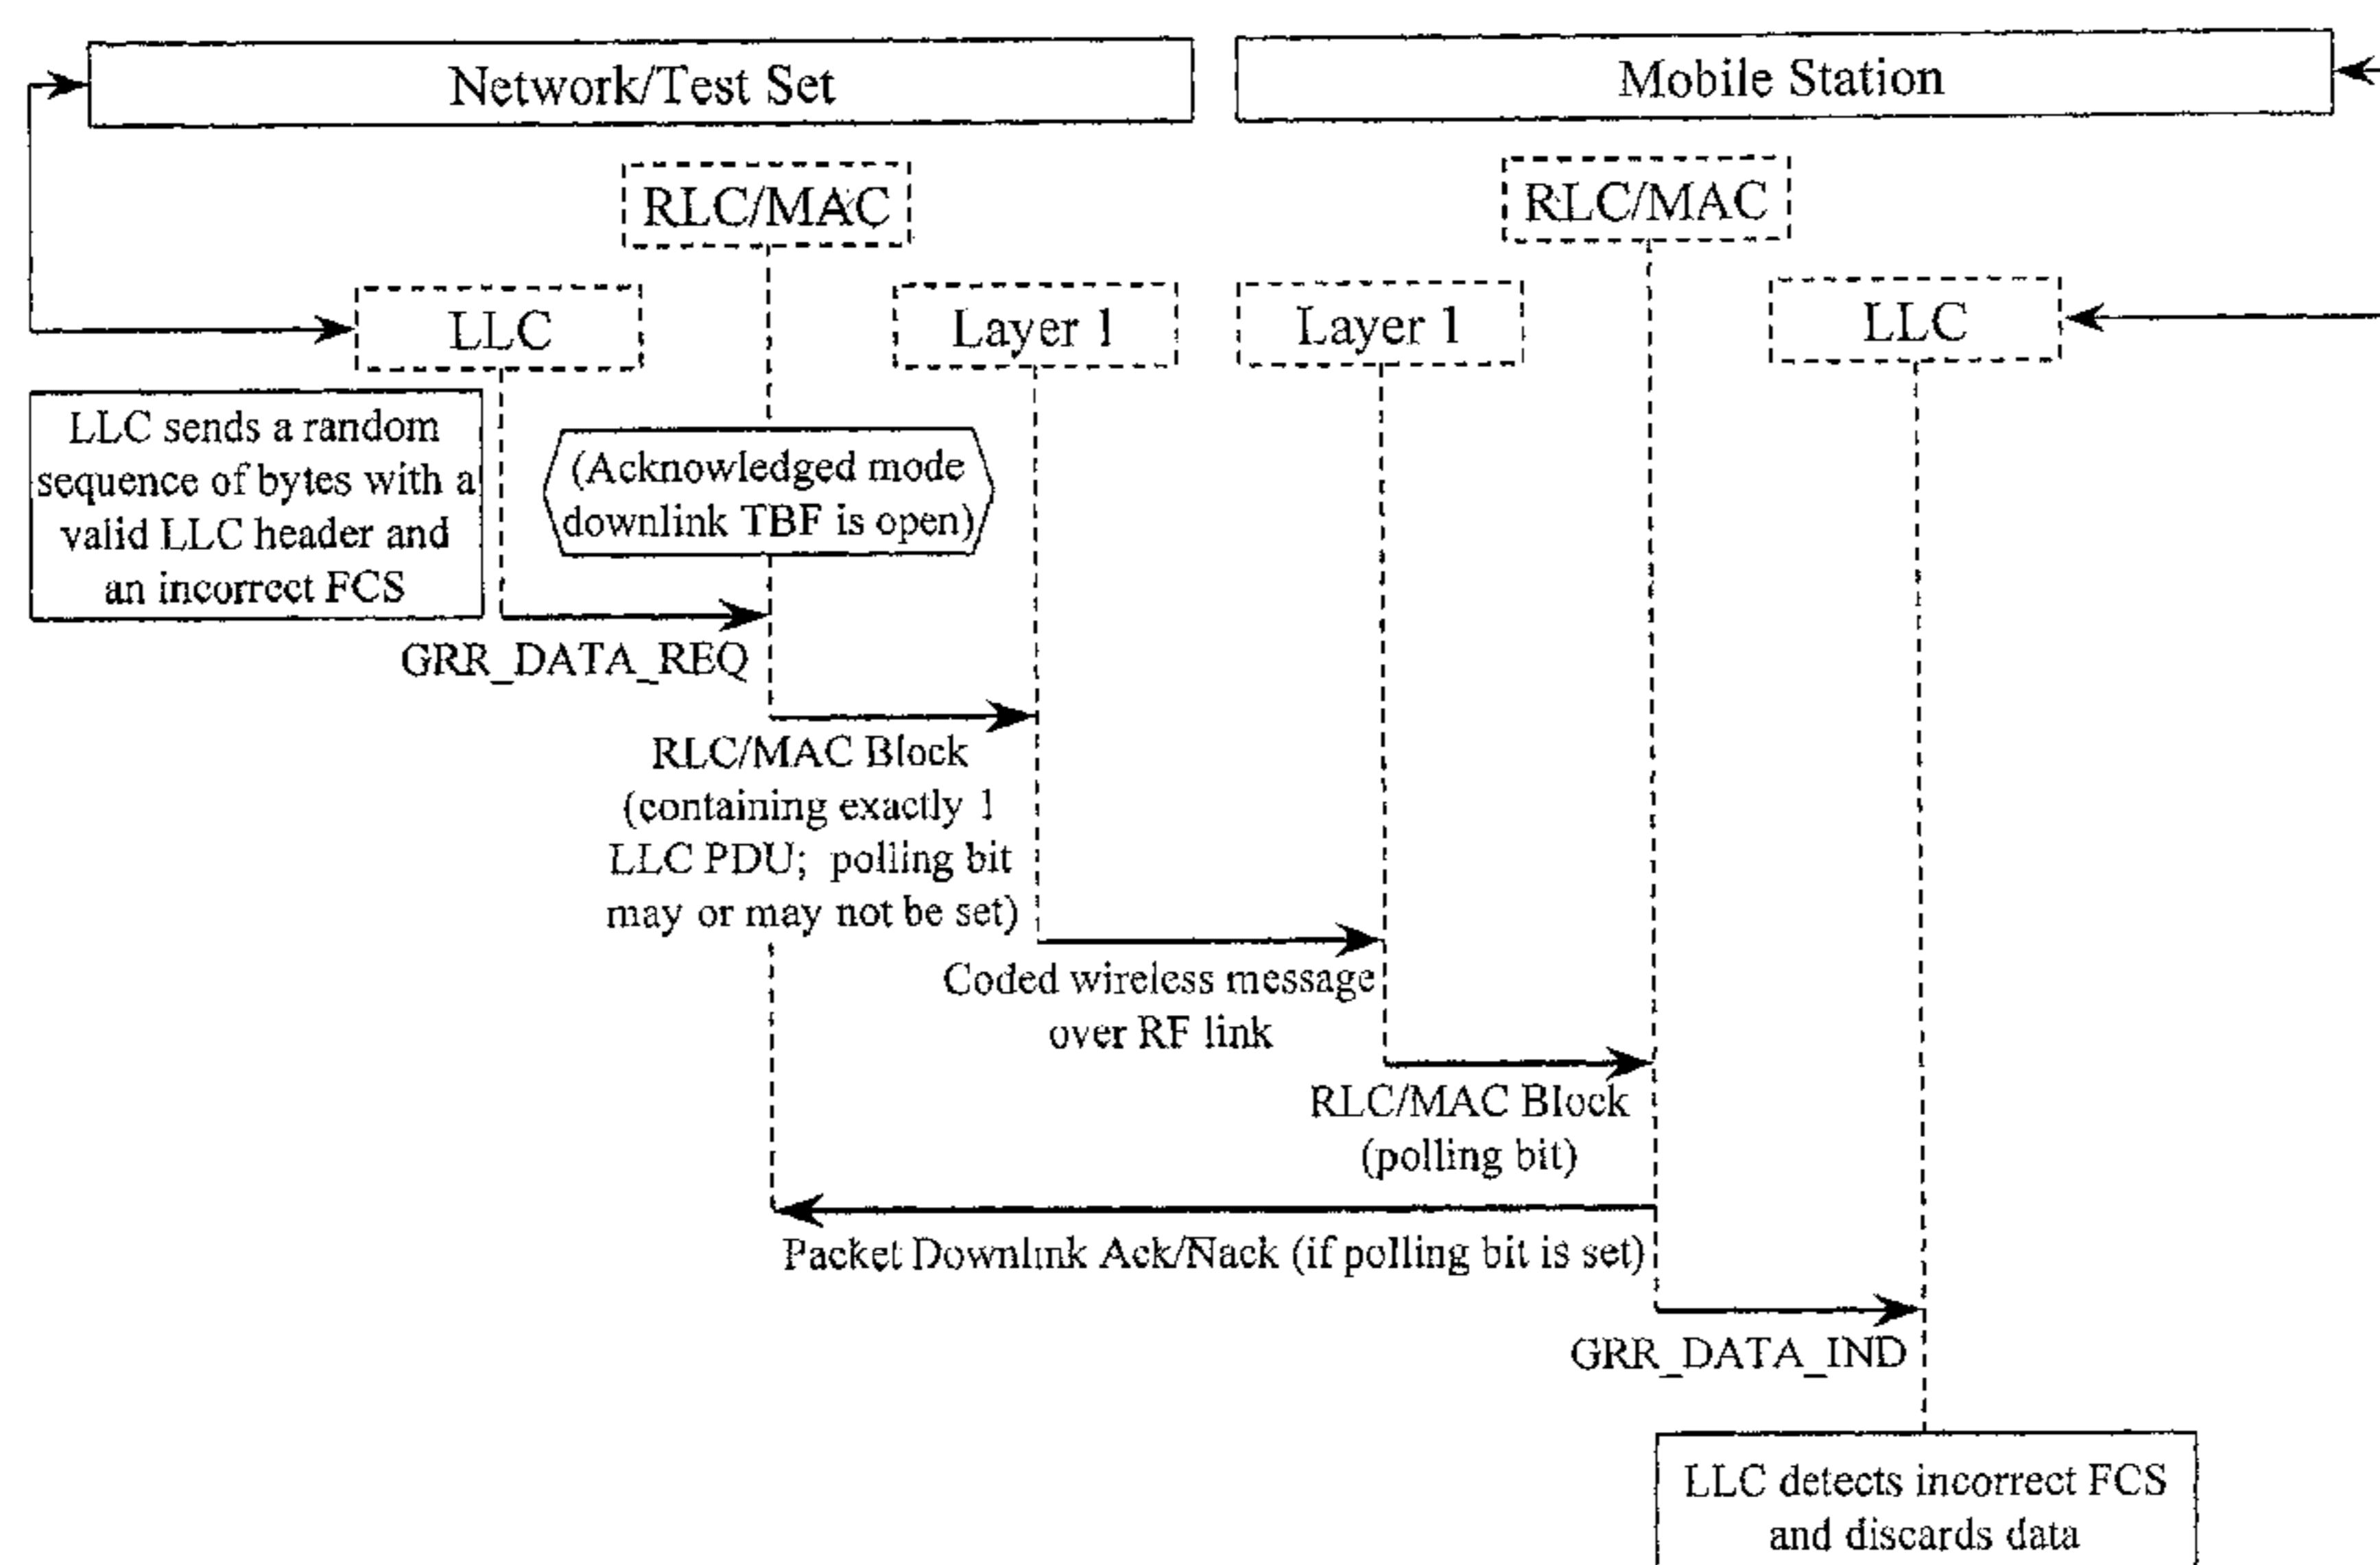 Network/Test Set
Mobile Station
RLC/MAC
RLC/MAC
LLC
Layer 1
Layer 1
LLC
LLC sends a random
sequence of bytes with a
valid LLC header and
an incorrect FCS
(Acknowledged mode
downlink TBF is open)
GRR_DATA_REQ
RLC/MAC Block
(containing exactly 1
LLC PDU; polling bit
may or may not be set)
Coded wireless message
over RF link
RLC/MAC Block
(polling bit)
Packet Downlink Ack/Nack (if polling bit is set)
GRR_DATA_IND
LLC detects incorrect FCS
and discards data